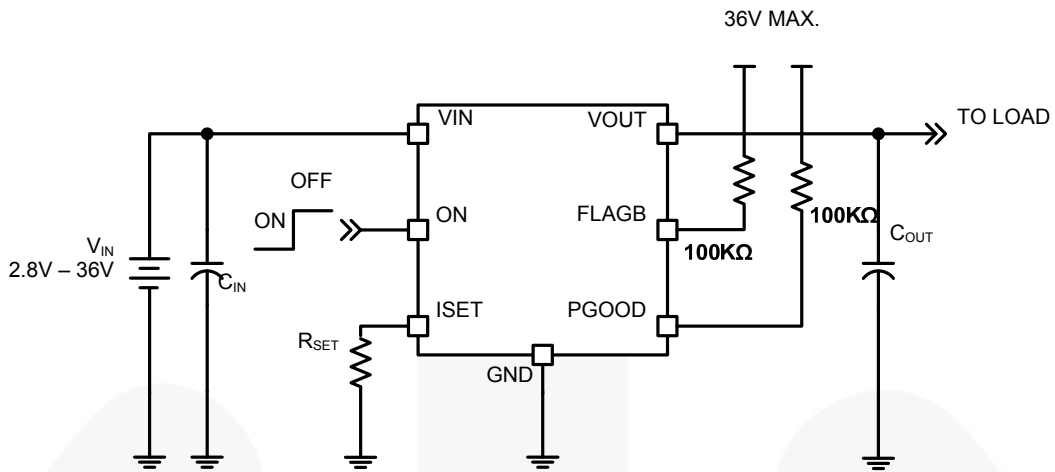 36V MAX.
VIN
VOUT
TO LOAD
OFF
ON
ON
FLAGB
100KΩ
100KΩ
COUT
VIN
2.8V – 36V
CIN
ISET
PGOOD
RSET
GND